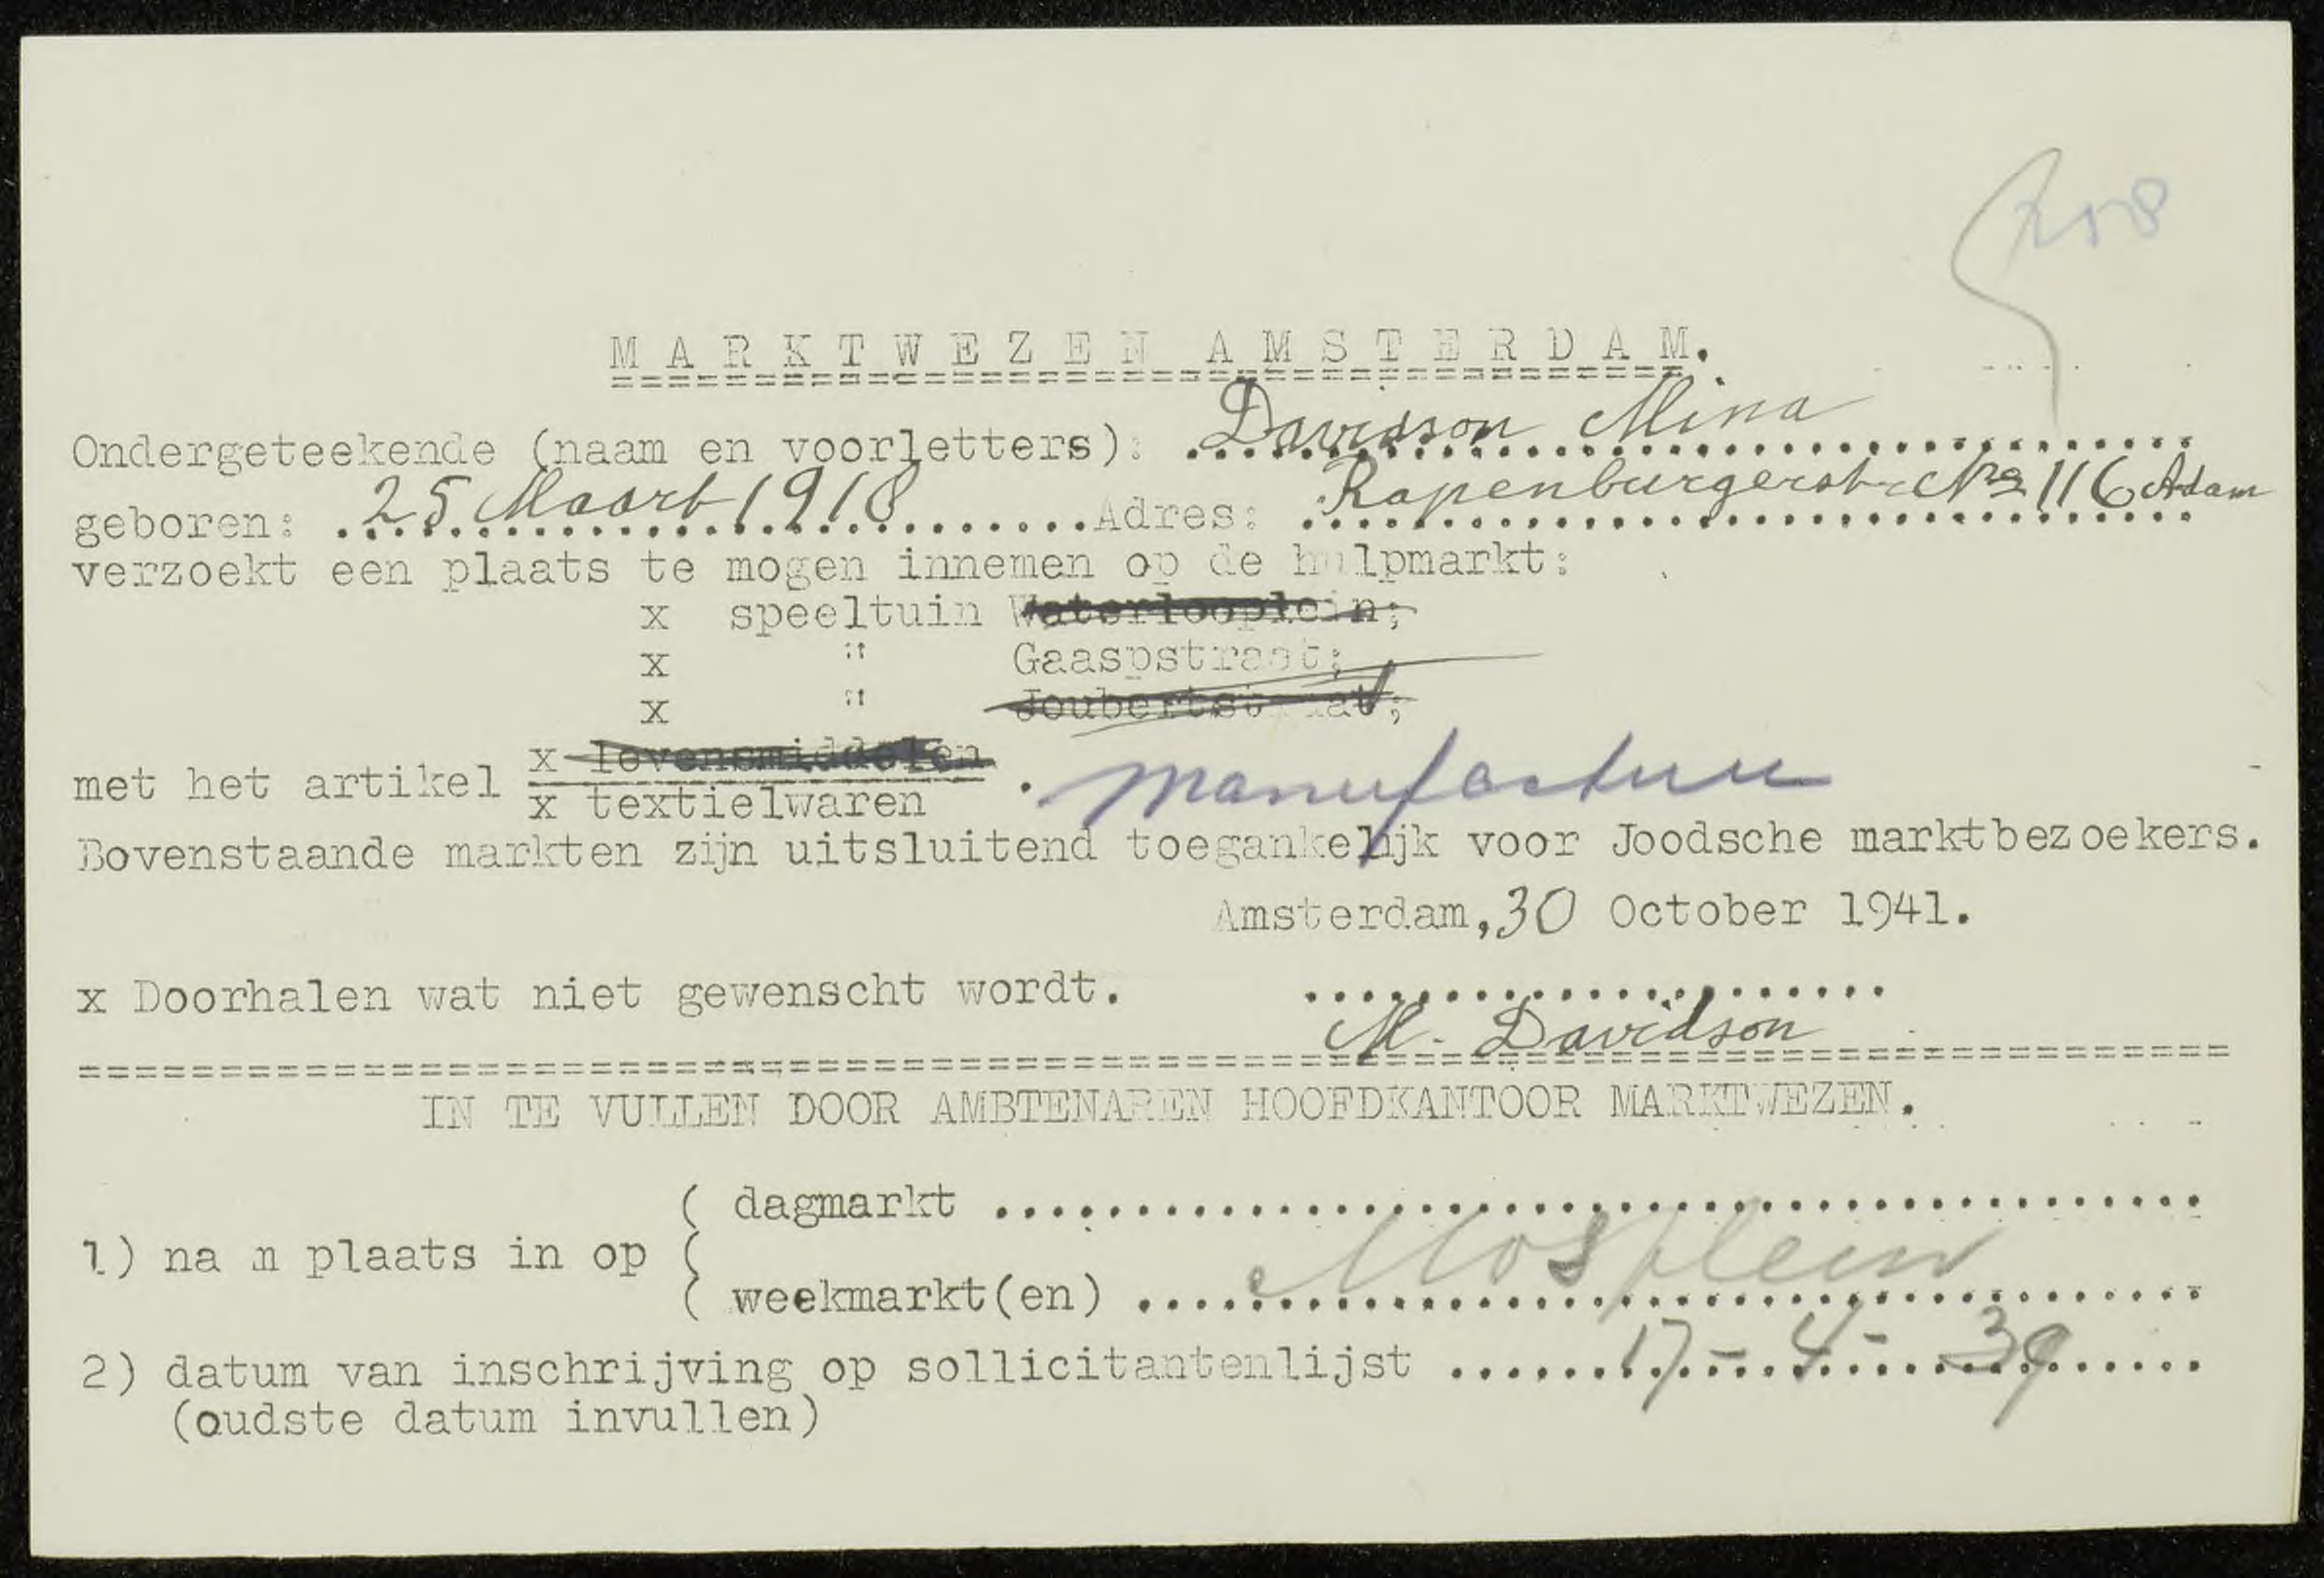 MARKTWEZEN AMSTERDAM.
Ondergeteekende (naam en voorletters): Davidson Mina
geboren: 25 Maart 1918 Adres: Rapenburgerstr No 116 Adam
verzoekt een plaats te mogen innemen op de hulpmarkt:
x speeltuin Waterlooplein;
x " Gaaspstraat;
x " Joubertstraat;
x levensmiddelen
met het artikel
x textielwaren . manufacturen
Bovenstaande markten zijn uitsluitend toegankelijk voor Joodsche marktbezoekers.
Amsterdam, 30 October 1941.
x Doorhalen wat niet gewenscht wordt.
M. Davidson
IN TE VULLEN DOOR AMBTENAREN HOOFDKANTOOR MARKTWEZEN.
( dagmarkt
1) na m plaats in op (
( weekmarkt(en) Mosplein
2) datum van inschrijving op sollicitantenlijst 17-4-39
(oudste datum invullen)